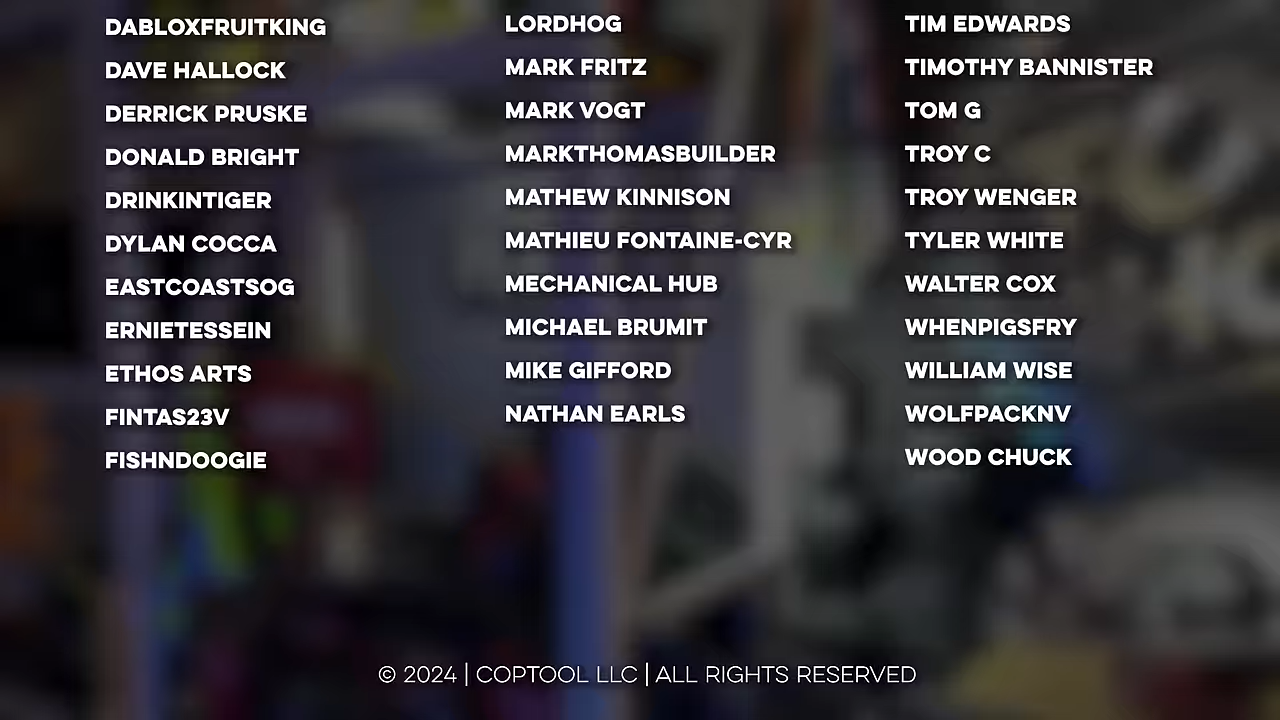 DABLOXFRUITKING
DAVE HALLOCK
DERRICK PRUSKE
DONALD BRIGHT
DRINKINTIGER
DYLAN COCCA
EASTCOASTSOG
ERNIETESSEIN
ETHOS ARTS
FINTAS23V
FISHNDOOGIE
LORDHOG
MARK FRITZ
MARK VOGT
MARKTHOMASBUILDER
MATHEW KINNISON
MATHIEU FONTAINE-CYR
MECHANICAL HUB
MICHAEL BRUMIT
MIKE GIFFORD
NATHAN EARLS
TIM EDWARDS
TIMOTHY BANNISTER
TOM G
TROY C
TROY WENGER
TYLER WHITE
WALTER COX
WHENPIGSFRY
WILLIAM WISE
WOLFPACKNV
WOOD CHUCK
© 2024 | COPTOOL LLC | ALL RIGHTS RESERVED